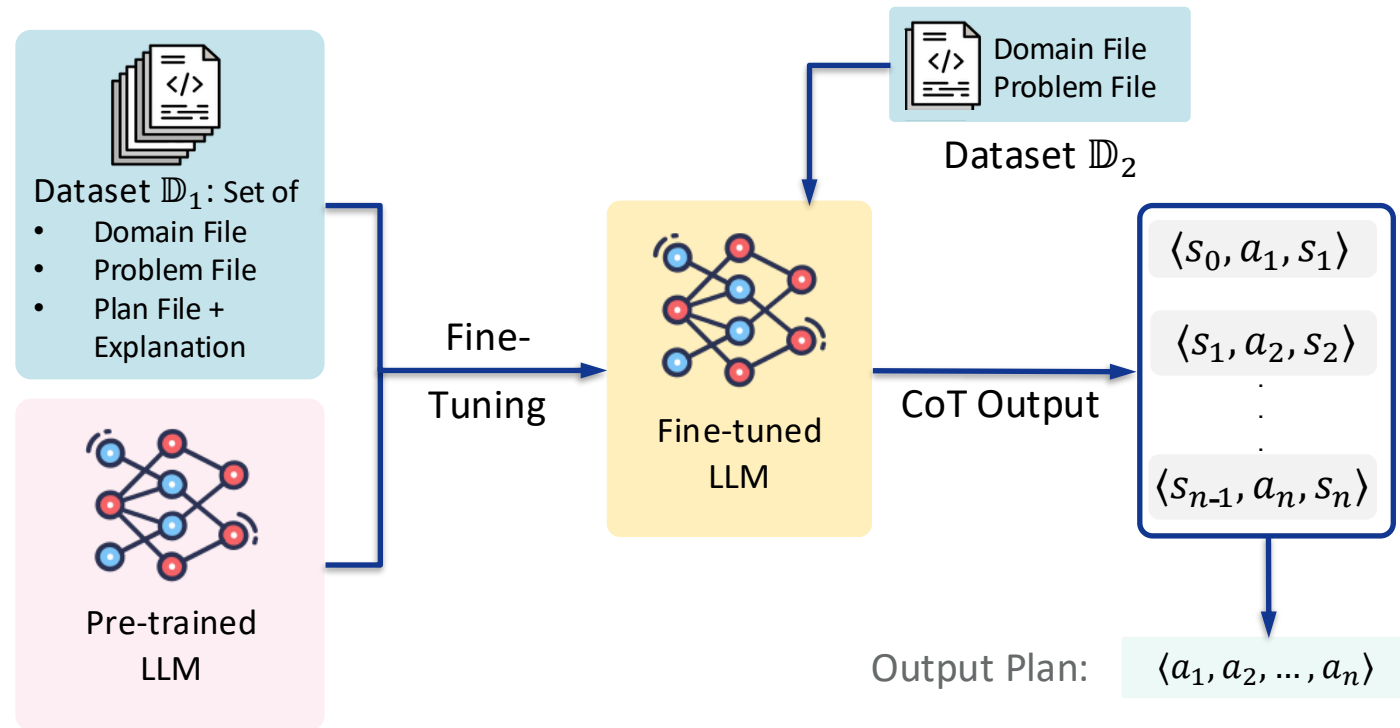 </>
Dataset 𝔻₁: Set of
• Domain File
• Problem File
• Plan File +
Explanation
Pre-trained
LLM
Fine-
Tuning
</>
Domain File
Problem File
Dataset 𝔻₂
Fine-tuned
LLM
CoT Output
⟨s₀, a₁, s₁⟩
⟨s₁, a₂, s₂⟩
.
.
.
⟨sₙ₋₁, aₙ, sₙ⟩
Output Plan: ⟨a₁, a₂, … , aₙ⟩